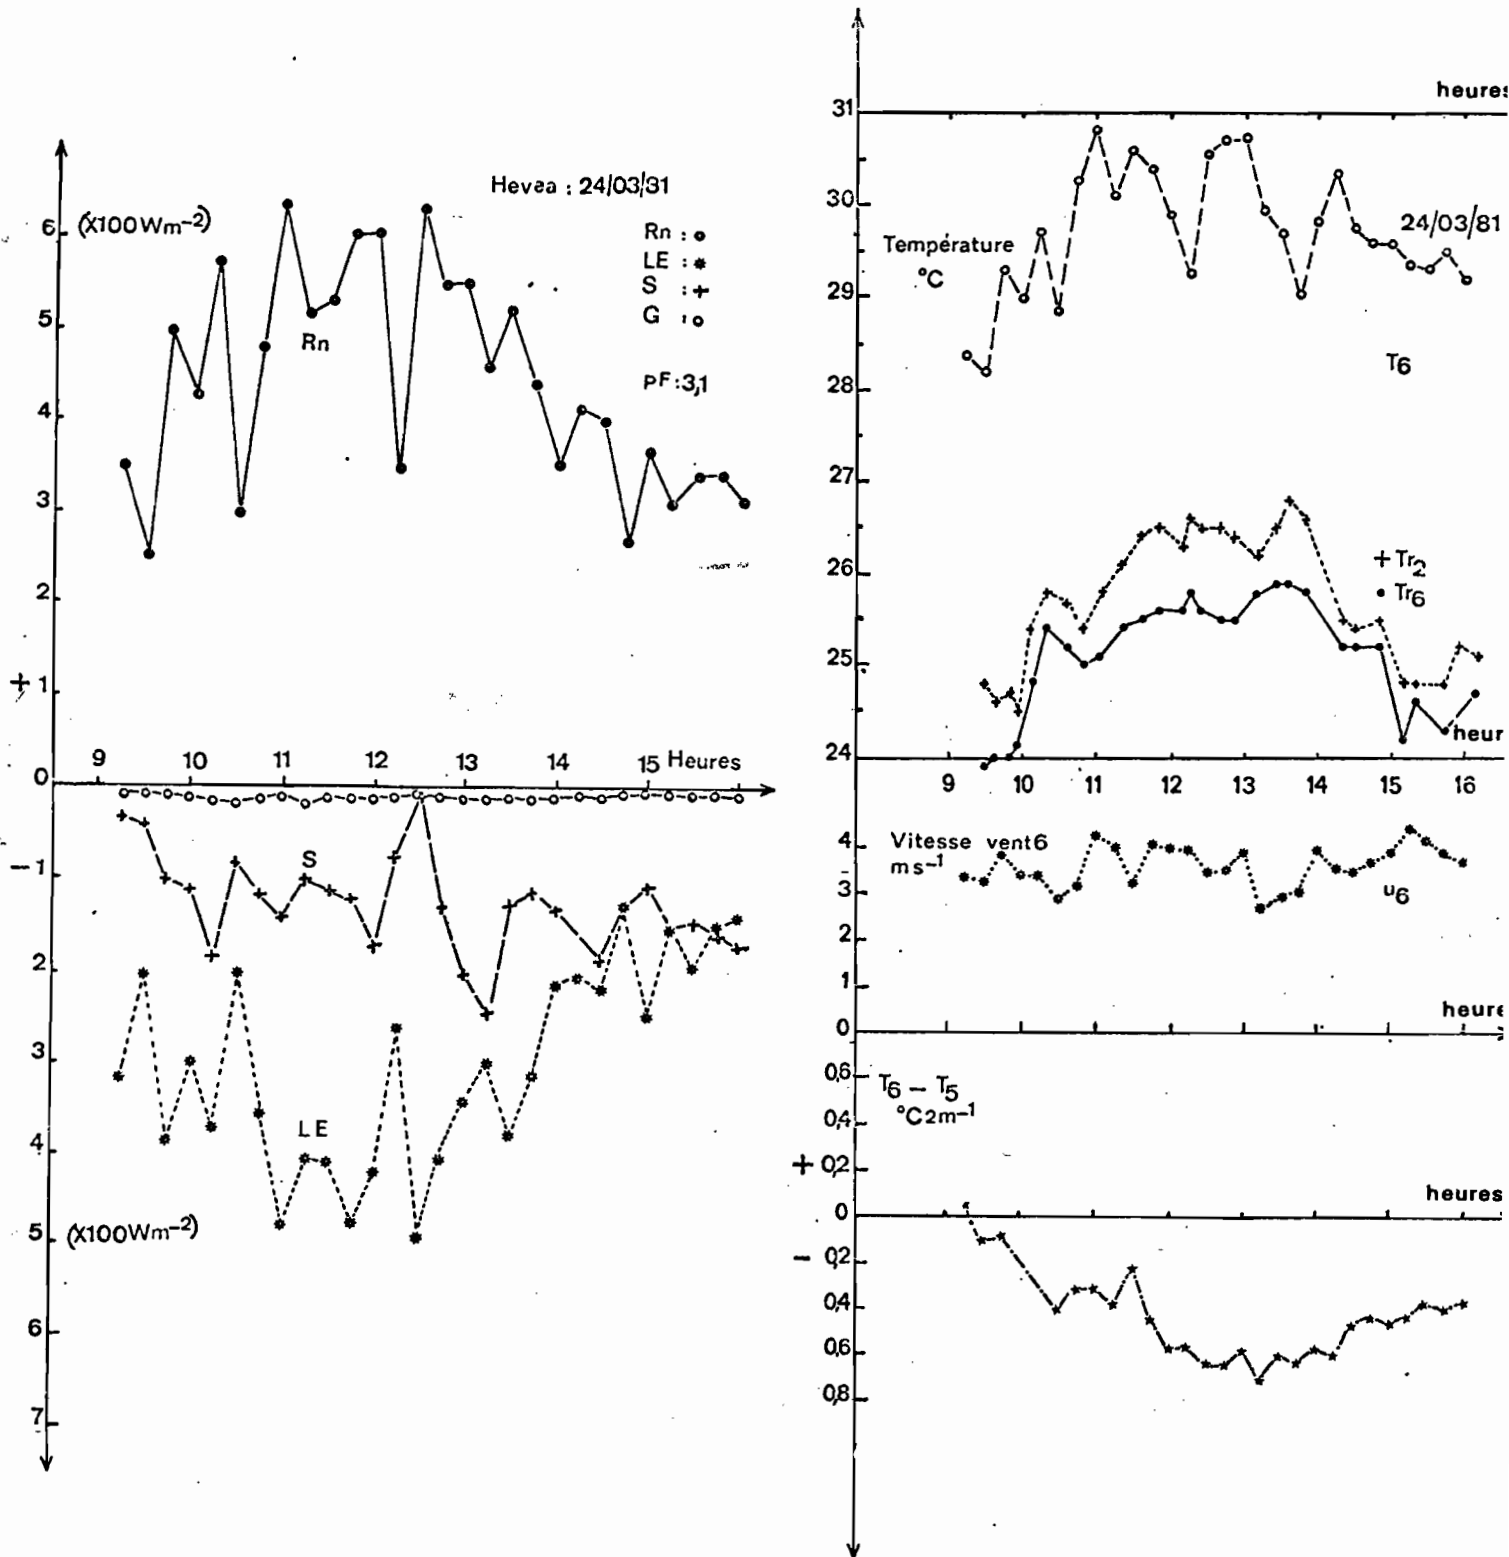 Hevea : 24/03/81
(X100Wm⁻²)
Rn : o
LE : *
S : +
G : o
pF:3,1
6
5
4
3
2
+ 1
0
Rn
9 10 11 12 13 14 15 Heures
− 1
2
3
4
5
6
7
S
LE
(X100Wm⁻²)
heures
31
30
29
28
27
26
25
24
Température
°C
24/03/81
T6
+ Tr2
• Tr6
heur
9 10 11 12 13 14 15 16
Vitesse vent6
ms⁻¹
4
3
2
1
0
u6
heure
T6 − T5
°C2m⁻¹
0,6
0,4
+ 0,2
0
− 0,2
0,4
0,6
0,8
heures